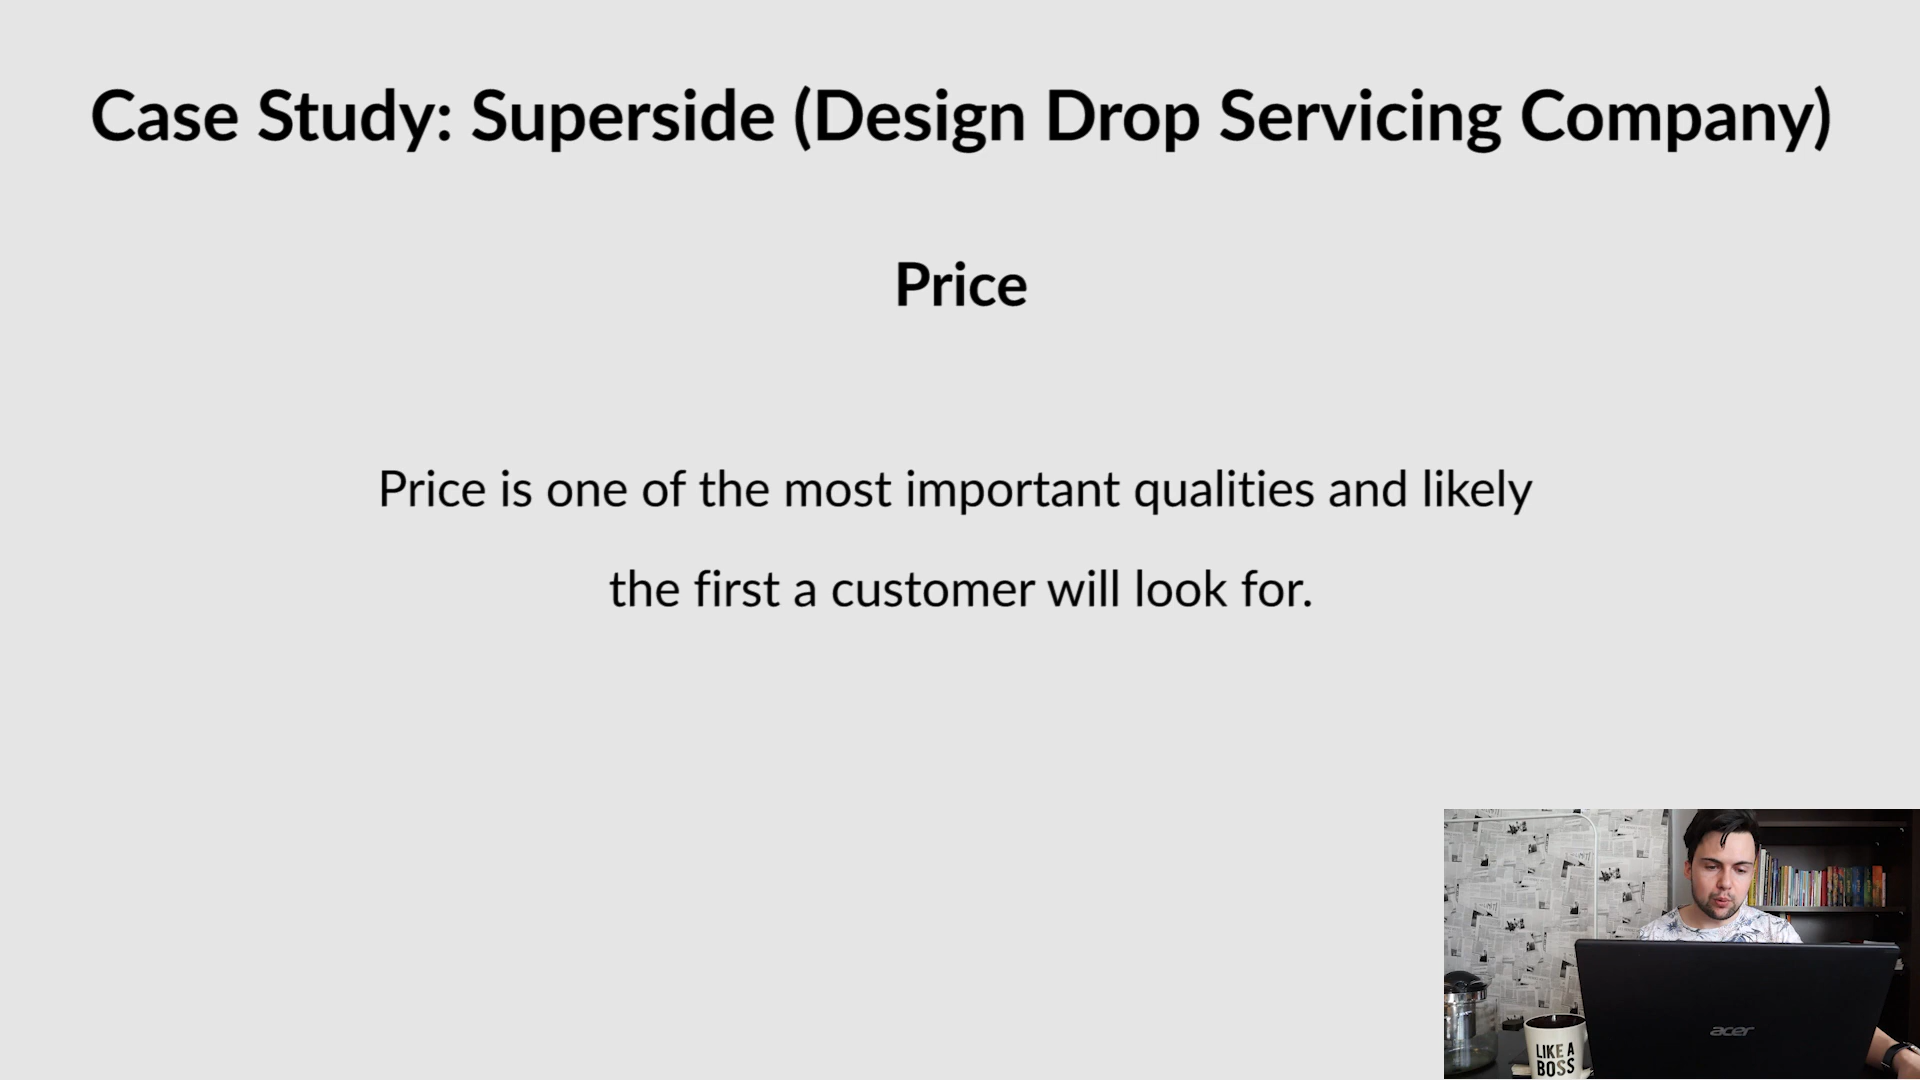 Case Study: Superside (Design Drop Servicing Company)
Price
Price is one of the most important qualities and likely
the first a customer will look for.
acer
LIKE A
BOSS